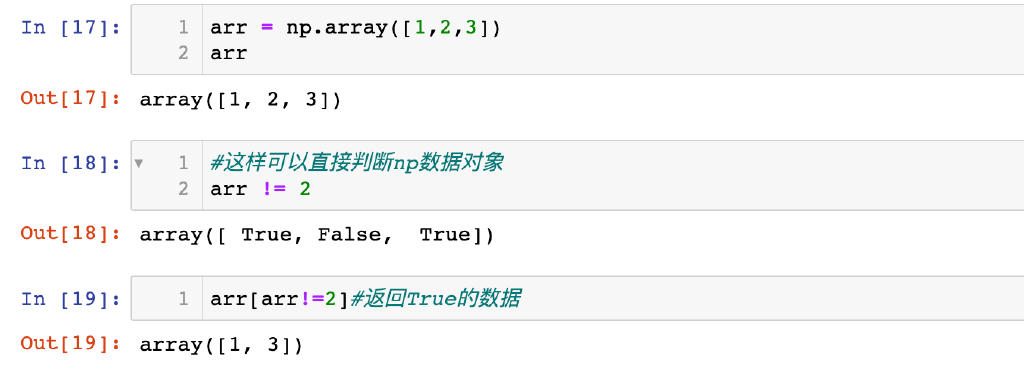 In [17]: 1 arr = np.array([1,2,3])
2 arr
Out[17]: array([1, 2, 3])
In [18]: 1 #这样可以直接判断np数据对象
2 arr != 2
Out[18]: array([ True, False,  True])
In [19]: 1 arr[arr!=2]#返回True的数据
Out[19]: array([1, 3])